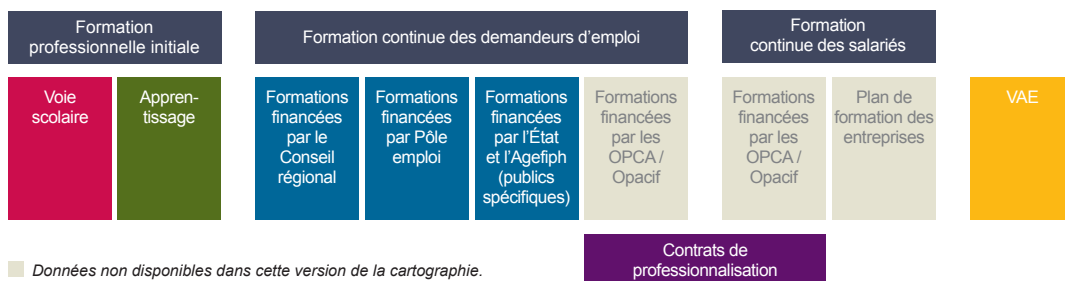 Formation
professionnelle initiale
Formation continue des demandeurs d'emploi
Formation
continue des salariés
Voie
scolaire
Appren-
tissage
Formations
financées
par le
Conseil
régional
Formations
financées
par Pôle
emploi
Formations
financées
par l'État
et l'Agefiph
(publics
spécifiques)
Formations
financées
par les
OPCA /
Opacif
Formations
financées
par les
OPCA /
Opacif
Plan de
formation des
entreprises
VAE
Contrats de
professionnalisation
Données non disponibles dans cette version de la cartographie.